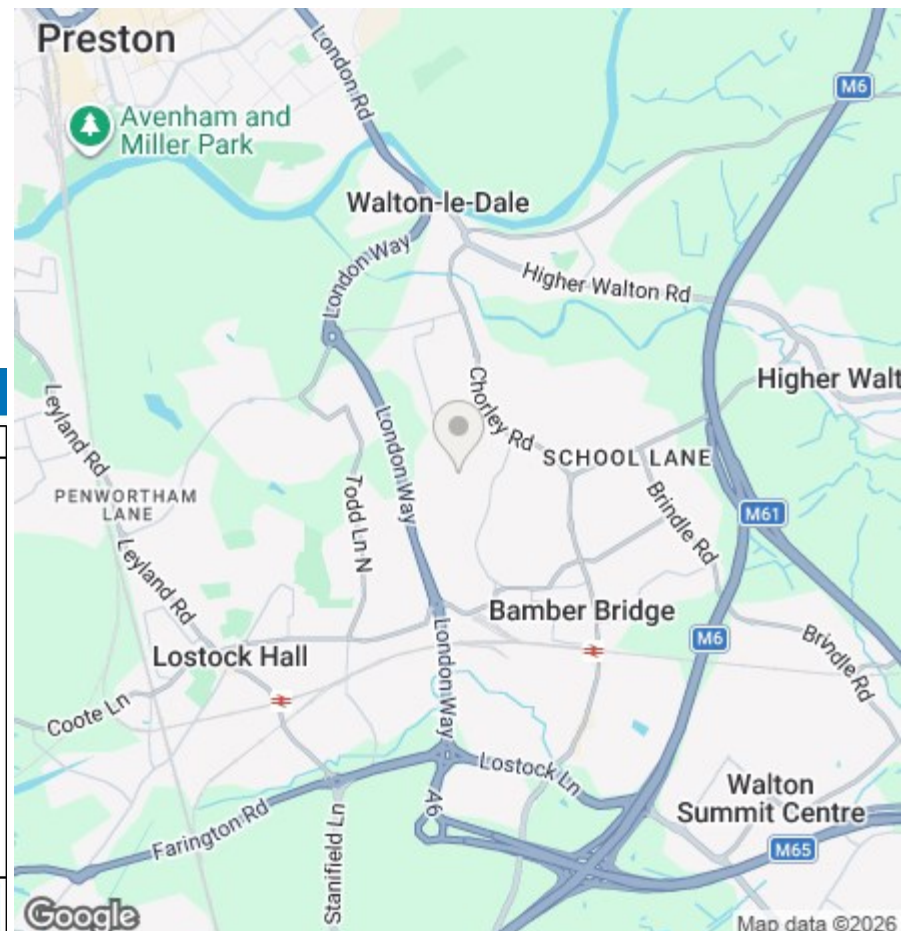 Preston
London Rd
M6
Avenham and
Miller Park
Walton-le-Dale
London Way
Higher Walton Rd
Higher Walt
Leyland Rd
Chorley Rd
London Way
SCHOOL LANE
PENWORTHAM
LANE
Todd Ln N
Brindle Rd
M61
Leyland Rd
Bamber Bridge
M6
Lostock Hall
London Way
Brindle Rd
Coote Ln
Lostock Ln
Walton
Summit Centre
A6
Farington Rd
Stanifield Ln
M65
Google
Map data ©2026